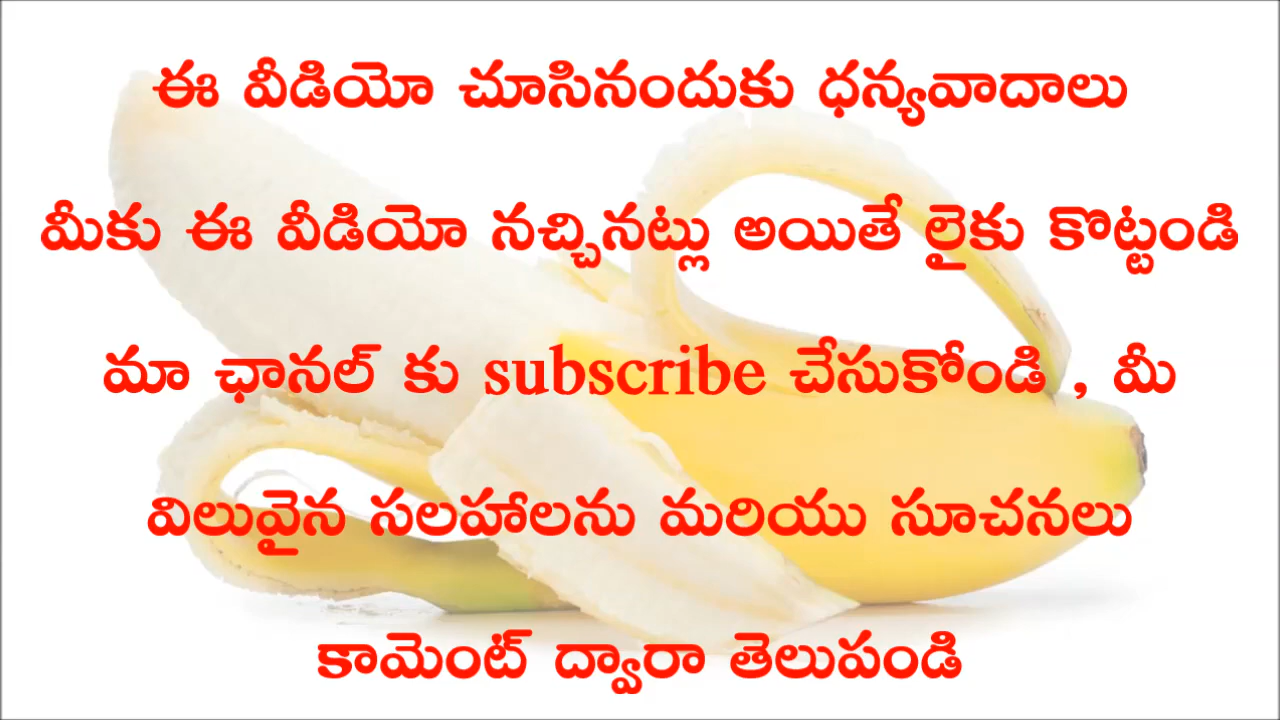 ఈ వీడియో చూసినందుకు ధన్యవాదాలు
మీకు ఈ వీడియో నచ్చినట్లు అయితే లైకు కొట్టండి
మా ఛానల్ కు subscribe చేసుకోండి , మీ
విలువైన సలహాలను మరియు సూచనలు
కామెంట్ ద్వారా తెలుపండి